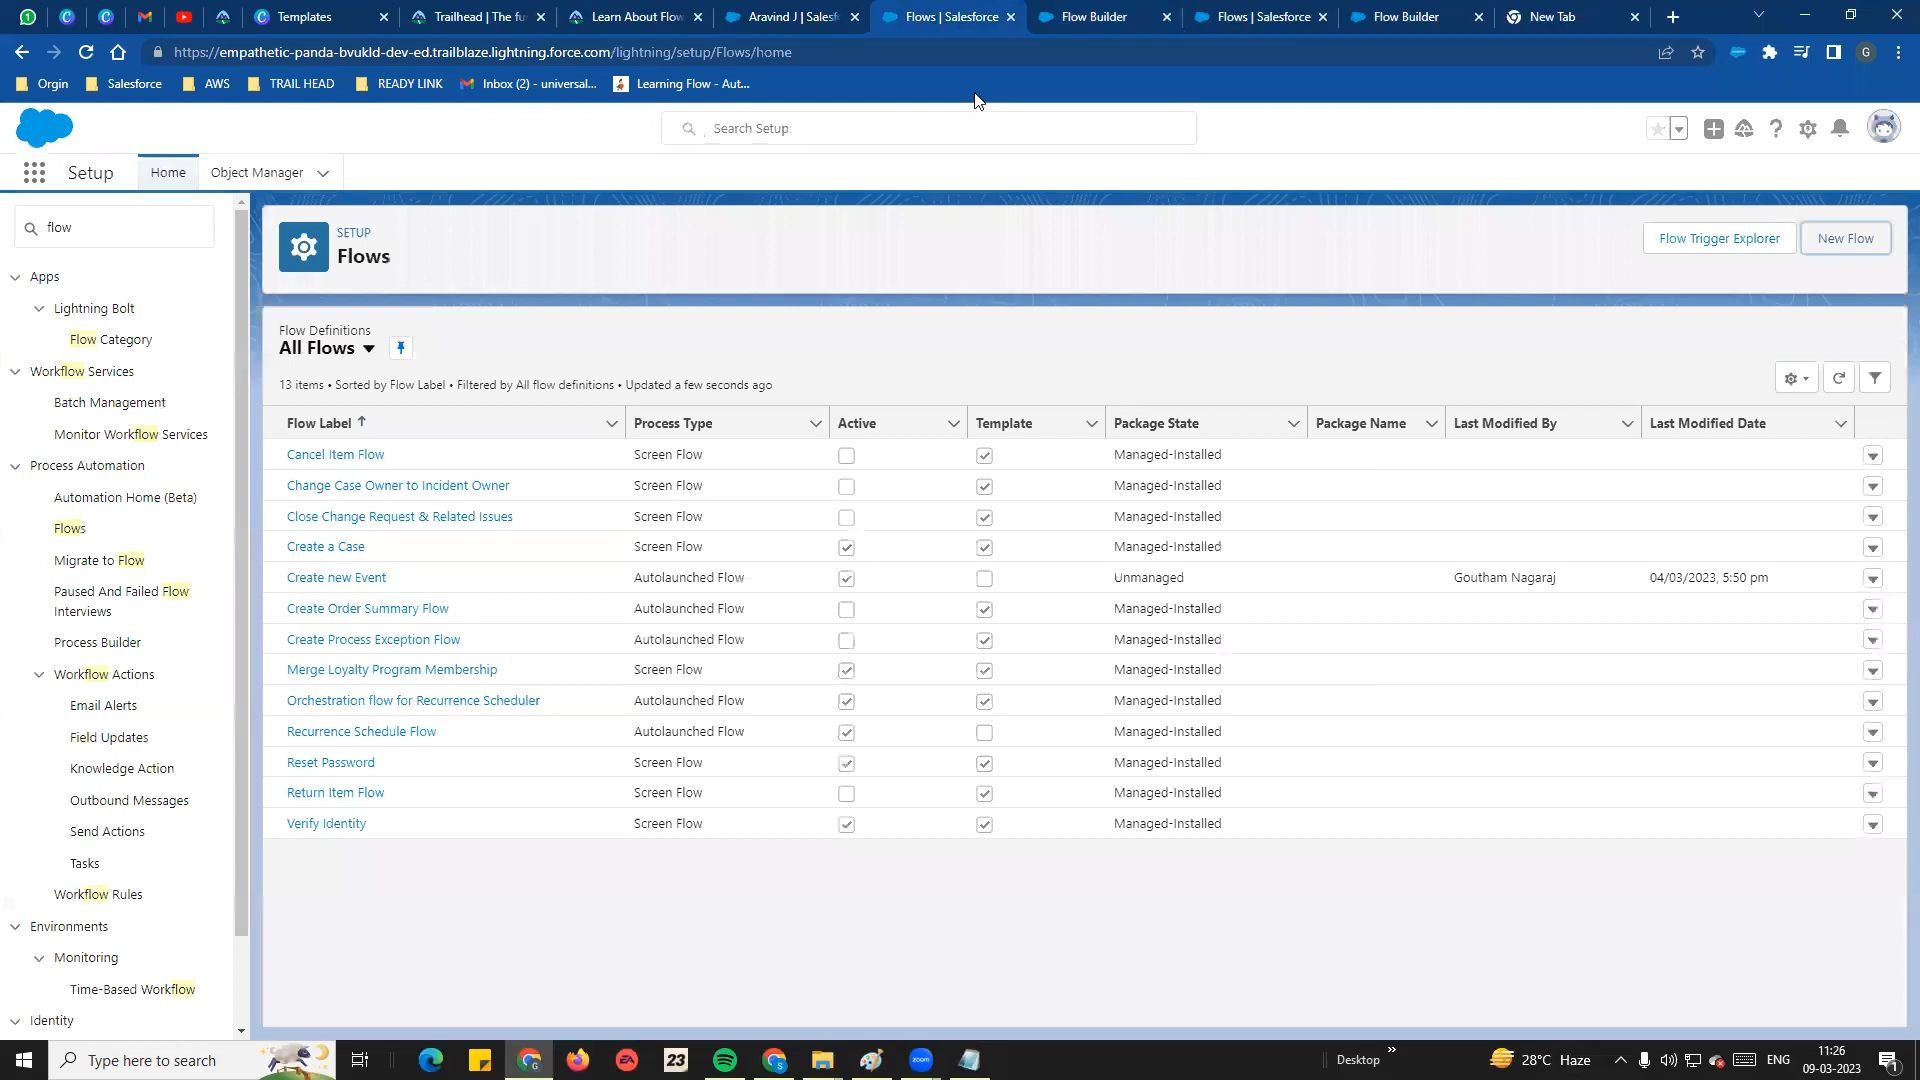 Templates
Trailhead | The fu
Learn About Flow
Aravind J | Salesf
Flows | Salesforce
Flow Builder
Flows | Salesforce
Flow Builder
New Tab
https://empathetic-panda-bvukld-dev-ed.trailblaze.lightning.force.com/lightning/setup/Flows/home
G
Orgin
Salesforce
AWS
TRAIL HEAD
READY LINK
Inbox (2) - universal...
Learning Flow - Aut...
Search Setup
Setup
Home
Object Manager
flow
Apps
Lightning Bolt
Flow Category
Workflow Services
Batch Management
Monitor Workflow Services
Process Automation
Automation Home (Beta)
Flows
Migrate to Flow
Paused And Failed Flow
Interviews
Process Builder
Workflow Actions
Email Alerts
Field Updates
Knowledge Action
Outbound Messages
Send Actions
Tasks
Workflow Rules
Environments
Monitoring
Time-Based Workflow
Identity
SETUP
Flows
Flow Trigger Explorer
New Flow
Flow Definitions
All Flows
13 items • Sorted by Flow Label • Filtered by All flow definitions • Updated a few seconds ago
Flow Label Process Type Active Template Package State Package Name Last Modified By Last Modified Date
Cancel Item Flow Screen Flow Managed-Installed
Change Case Owner to Incident Owner Screen Flow Managed-Installed
Close Change Request & Related Issues Screen Flow Managed-Installed
Create a Case Screen Flow Managed-Installed
Create new Event Autolaunched Flow Unmanaged Goutham Nagaraj 04/03/2023, 5:50 pm
Create Order Summary Flow Autolaunched Flow Managed-Installed
Create Process Exception Flow Autolaunched Flow Managed-Installed
Merge Loyalty Program Membership Screen Flow Managed-Installed
Orchestration flow for Recurrence Scheduler Autolaunched Flow Managed-Installed
Recurrence Schedule Flow Autolaunched Flow Managed-Installed
Reset Password Screen Flow Managed-Installed
Return Item Flow Screen Flow Managed-Installed
Verify Identity Screen Flow Managed-Installed
Type here to search
EA
23
zoom
Desktop
28°C Haze
ENG
11:26
09-03-2023
1